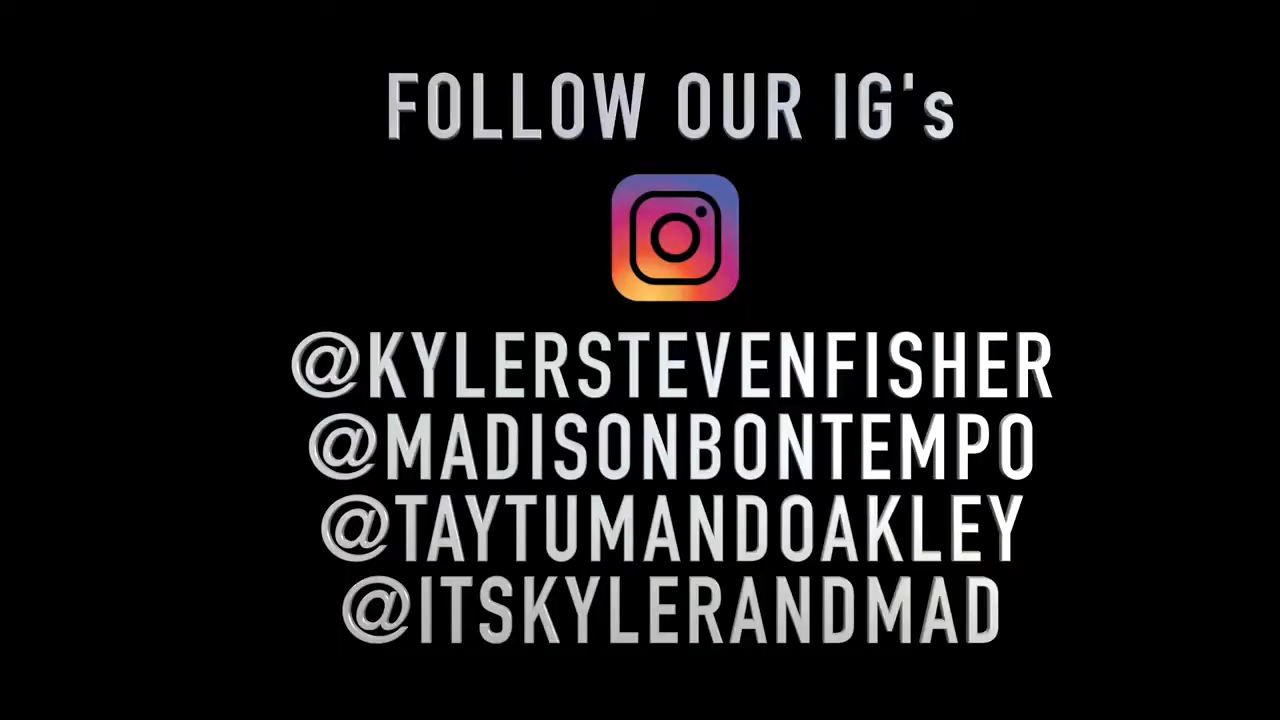 FOLLOW OUR IG's
@KYLERSTEVENFISHER
@MADISONBONTEMPO
@TAYTUMANDOAKLEY
@ITSKYLERANDMAD